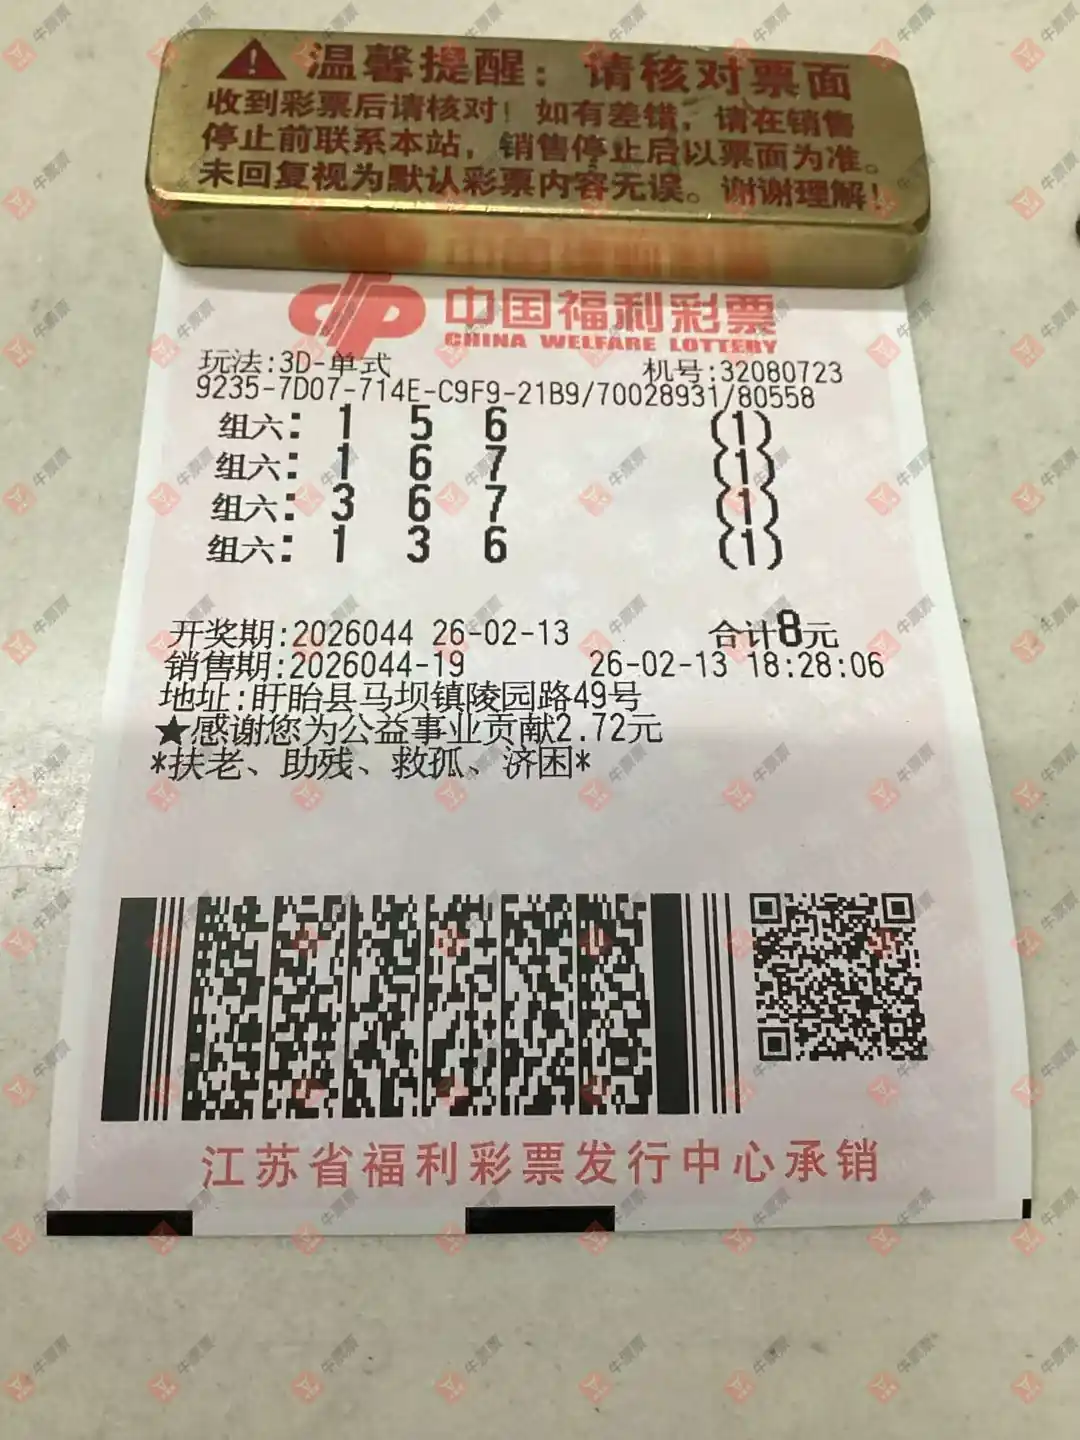 温馨提醒：请核对票面
收到彩票后请核对！如有差错，请在销售
停止前联系本站，销售停止后以票面为准。
未回复视为默认彩票内容无误。谢谢理解！
中国福利彩票
CHINA WELFARE LOTTERY
玩法:3D-单式 机号:32080723
9235-7D07-714E-C9F9-21B9/70028931/80558
组六: 1 5 6 (1)
组六: 1 6 7 (1)
组六: 3 6 7 (1)
组六: 1 3 6 (1)
开奖期:2026044 26-02-13 合计8元
销售期:2026044-19 26-02-13 18:28:06
地址:盱眙县马坝镇陵园路49号
★感谢您为公益事业贡献2.72元
*扶老、助残、救孤、济困*
江苏省福利彩票发行中心承销
牛票票